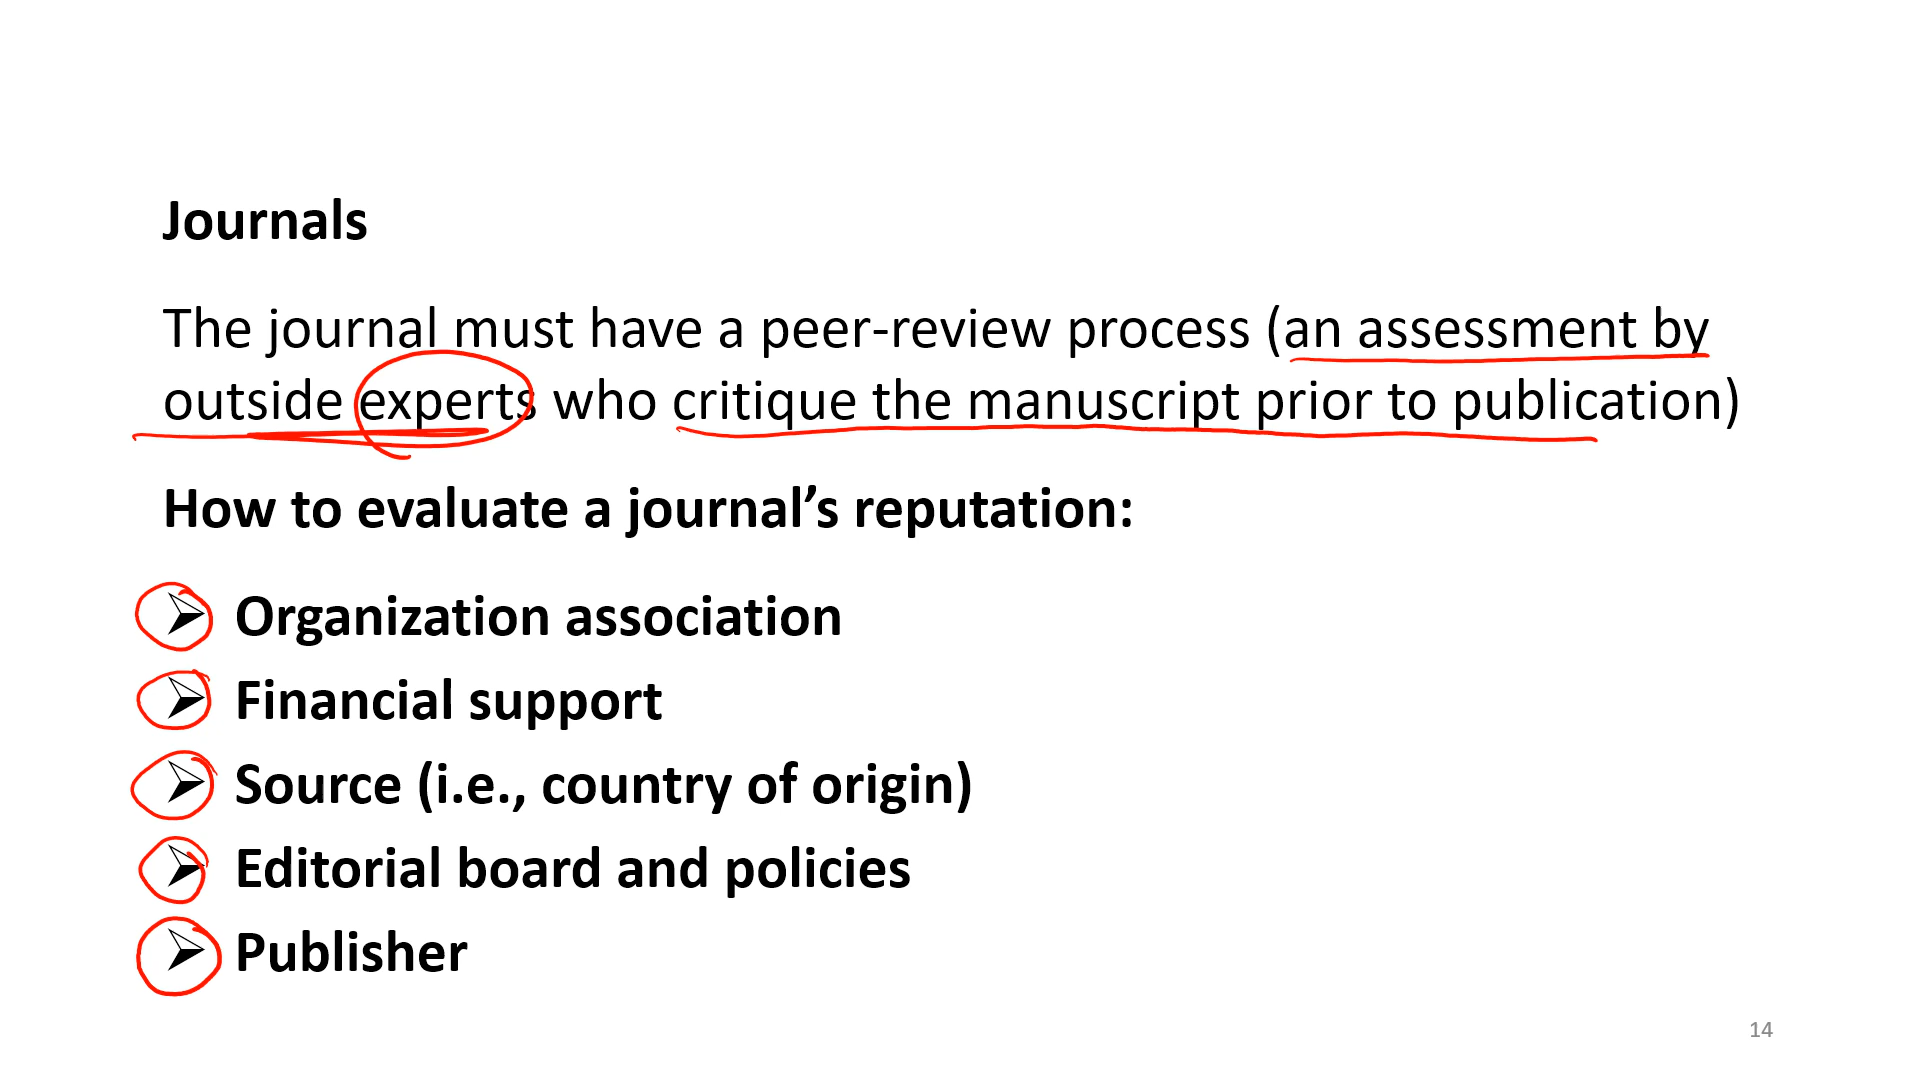 Journals
The journal must have a peer-review process (an assessment by
outside experts who critique the manuscript prior to publication)
How to evaluate a journal’s reputation:
Organization association
Financial support
Source (i.e., country of origin)
Editorial board and policies
Publisher
14